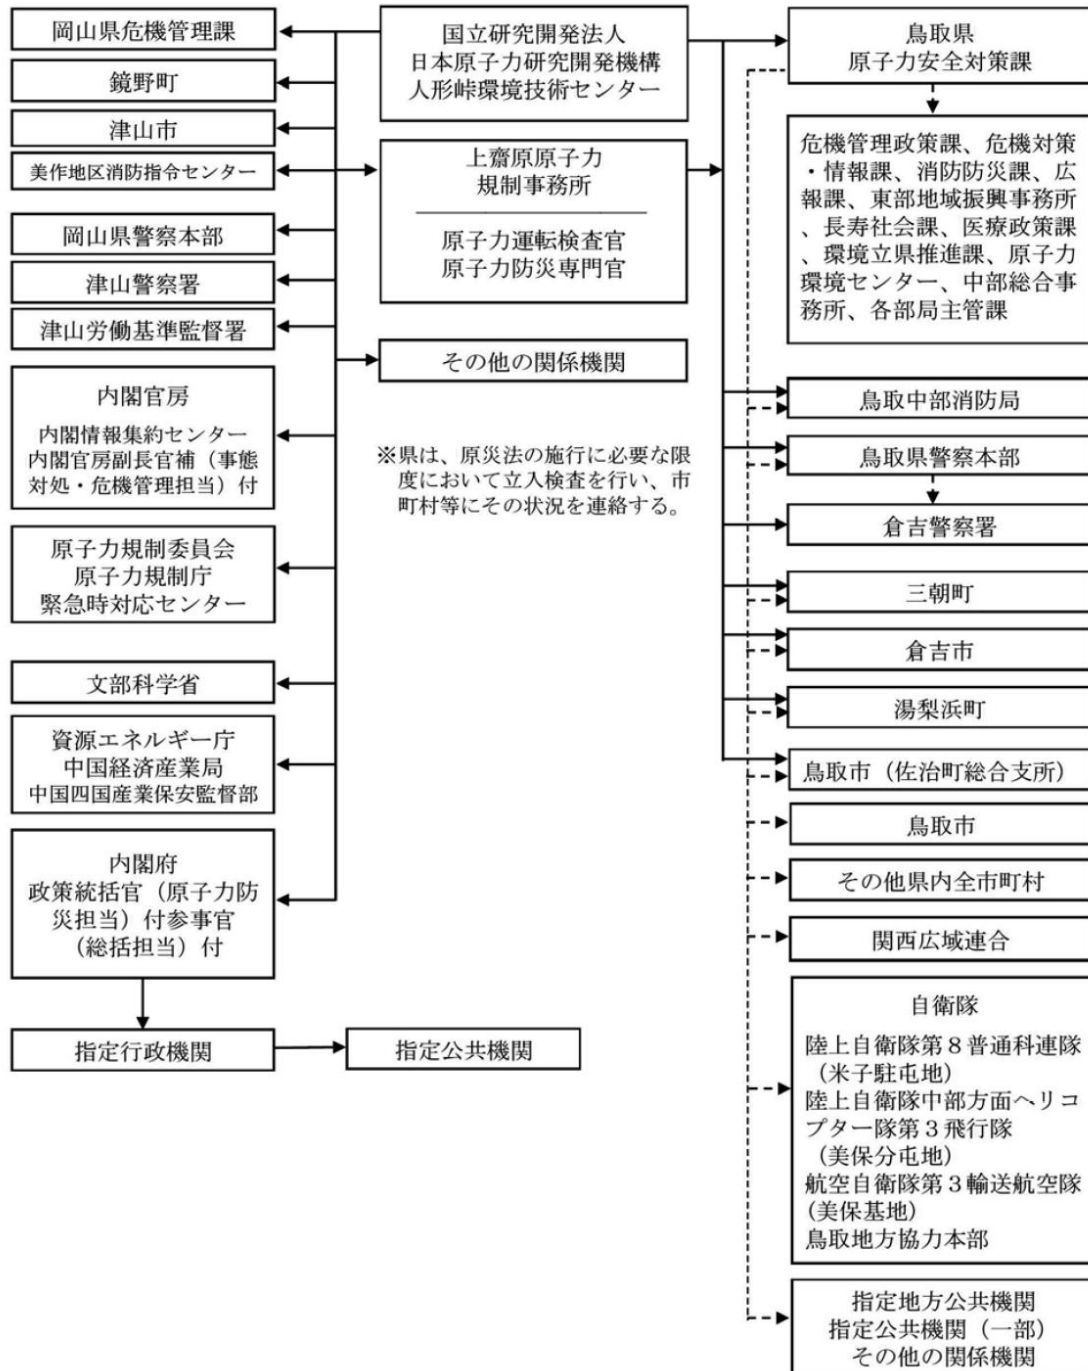 岡山県危機管理課
鏡野町
津山市
美作地区消防指令センター
岡山県警察本部
津山警察署
津山労働基準監督署
内閣官房
内閣情報集約センター
内閣官房副長官補（事態
対処・危機管理担当）付
原子力規制委員会
原子力規制庁
緊急時対応センター
文部科学省
資源エネルギー庁
中国経済産業局
中国四国産業保安監督部
内閣府
政策統括官（原子力防
災担当）付参事官
（総括担当）付
指定行政機関
指定公共機関
国立研究開発法人
日本原子力研究開発機構
人形峠環境技術センター
上齋原原子力
規制事務所
原子力運転検査官
原子力防災専門官
その他の関係機関
※県は、原災法の施行に必要な限
度において立入検査を行い、市
町村等にその状況を連絡する。
鳥取県
原子力安全対策課
危機管理政策課、危機対策
・情報課、消防防災課、広
報課、東部地域振興事務所
、長寿社会課、医療政策課
、環境立県推進課、原子力
環境センター、中部総合事
務所、各部局主管課
鳥取中部消防局
鳥取県警察本部
倉吉警察署
三朝町
倉吉市
湯梨浜町
鳥取市（佐治町総合支所）
鳥取市
その他県内全市町村
関西広域連合
自衛隊
陸上自衛隊第８普通科連隊
（米子駐屯地）
陸上自衛隊中部方面ヘリコ
プター隊第３飛行隊
（美保分屯地）
航空自衛隊第３輸送航空隊
（美保基地）
鳥取地方協力本部
指定地方公共機関
指定公共機関（一部）
その他の関係機関